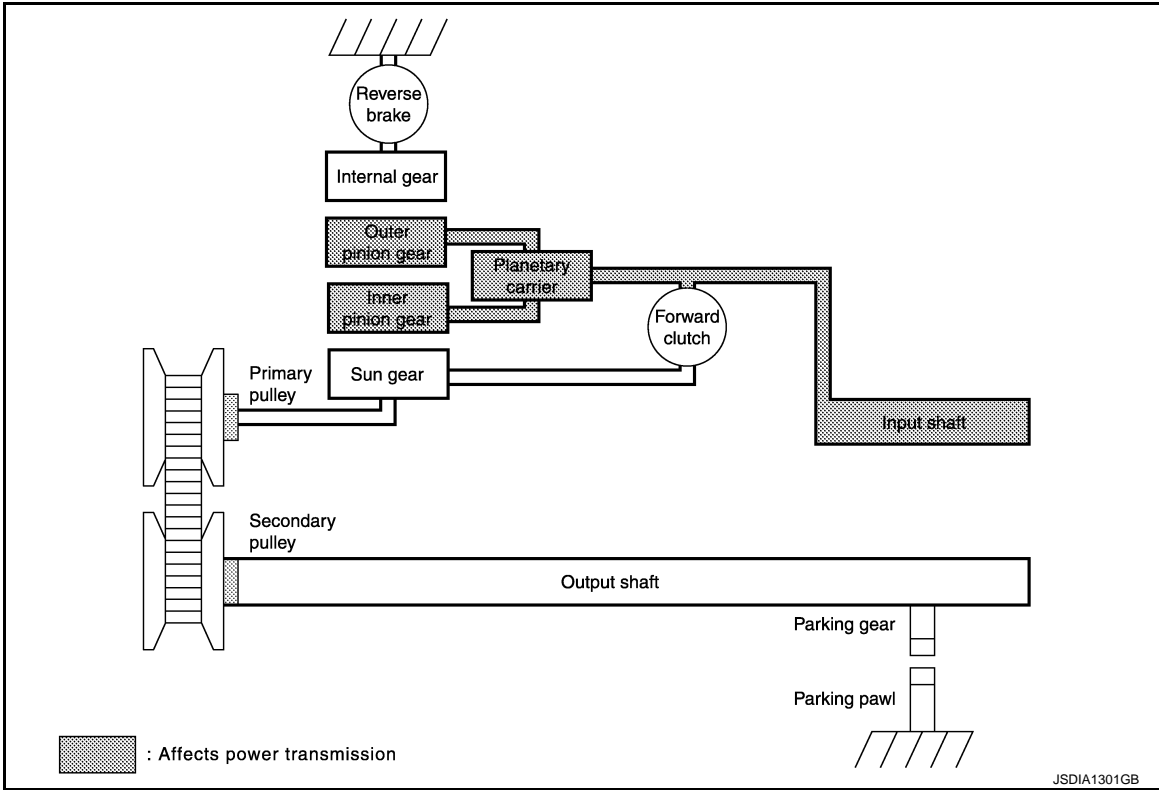 Reverse
brake
Internal gear
Outer
pinion gear
Planetary
carrier
Inner
pinion gear
Forward
clutch
Sun gear
Primary
pulley
Input shaft
Secondary
pulley
Output shaft
Parking gear
Parking pawl
: Affects power transmission
JSDIA1301GB